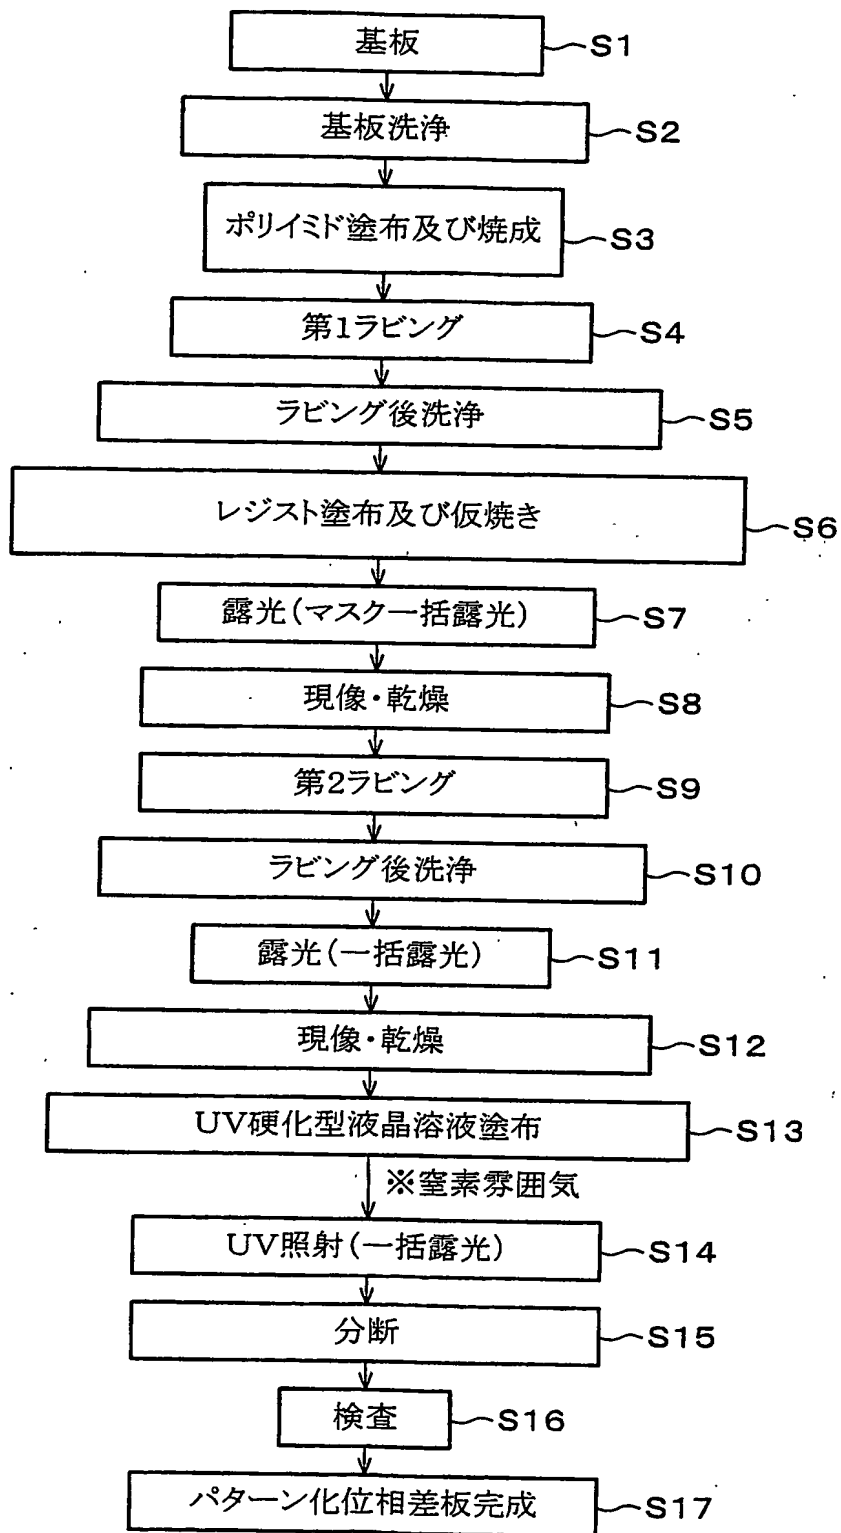 基板 S1
基板洗浄 S2
ポリイミド塗布及び焼成 S3
第1ラビング S4
ラビング後洗浄 S5
レジスト塗布及び仮焼き S6
露光(マスク一括露光) S7
現像・乾燥 S8
第2ラビング S9
ラビング後洗浄 S10
露光(一括露光) S11
現像・乾燥 S12
UV硬化型液晶溶液塗布 S13
※窒素雰囲気
UV照射(一括露光) S14
分断 S15
検査 S16
パターン化位相差板完成 S17